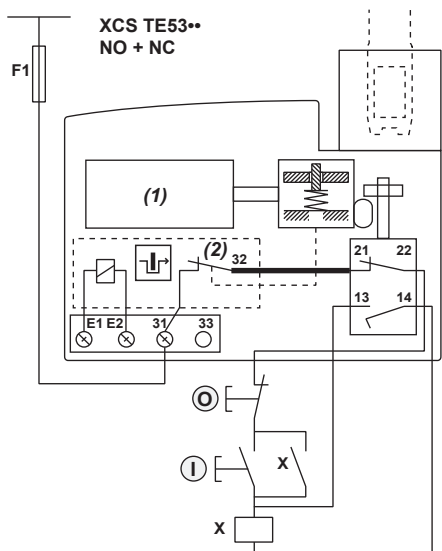 XCS TE53••
NO + NC
F1
(1)
(2)
32
21 22
13 14
E1 E2 31 33
O
I X
X